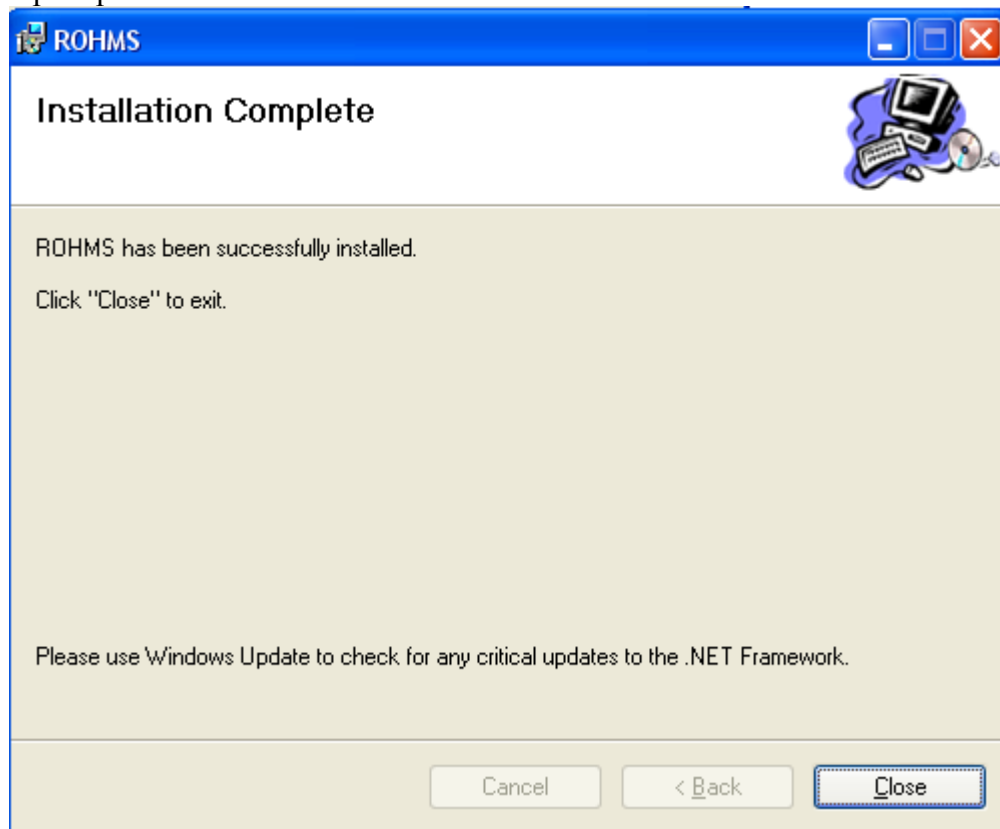 ROHMS
Installation Complete
ROHMS has been successfully installed.
Click "Close" to exit.
Please use Windows Update to check for any critical updates to the .NET Framework.
Cancel
< Back
Close